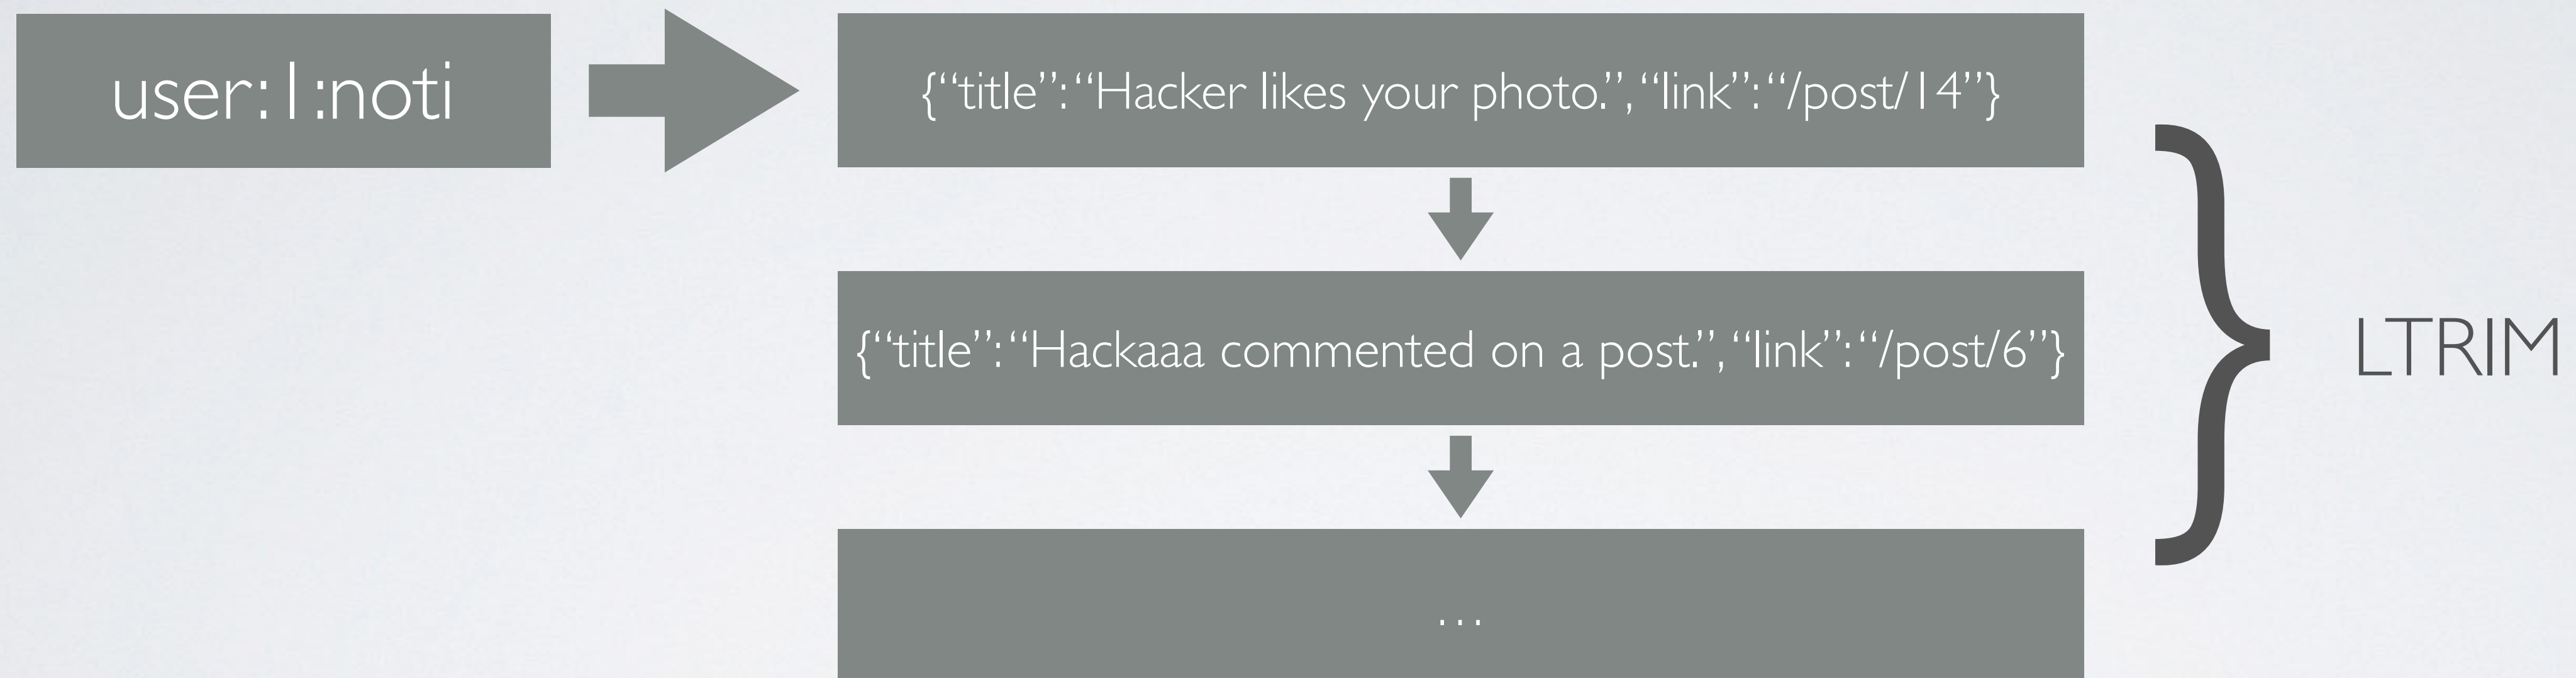 user:1:noti
{“title”:“Hacker likes your photo.”, “link”:“/post/14”}
{“title”:“Hackaaa commented on a post.”, “link”:“/post/6”}
LTRIM
…